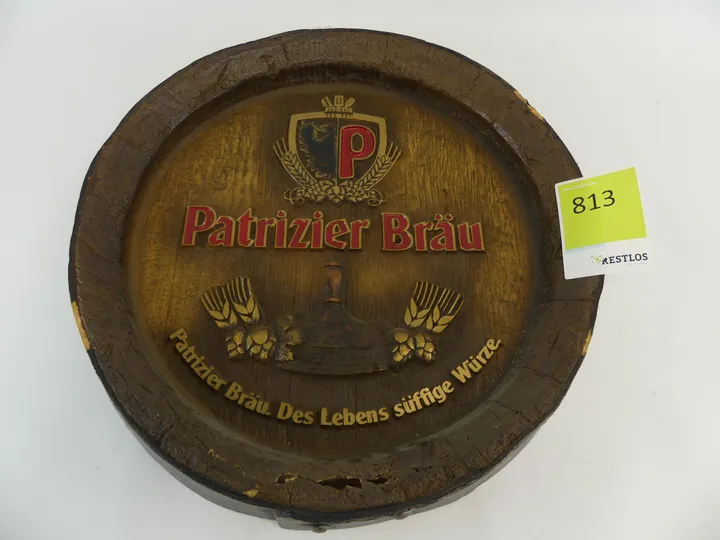 P
Patrizier Bräu
Patrizier Bräu. Des Lebens süffige Würze.
813
RESTLOS